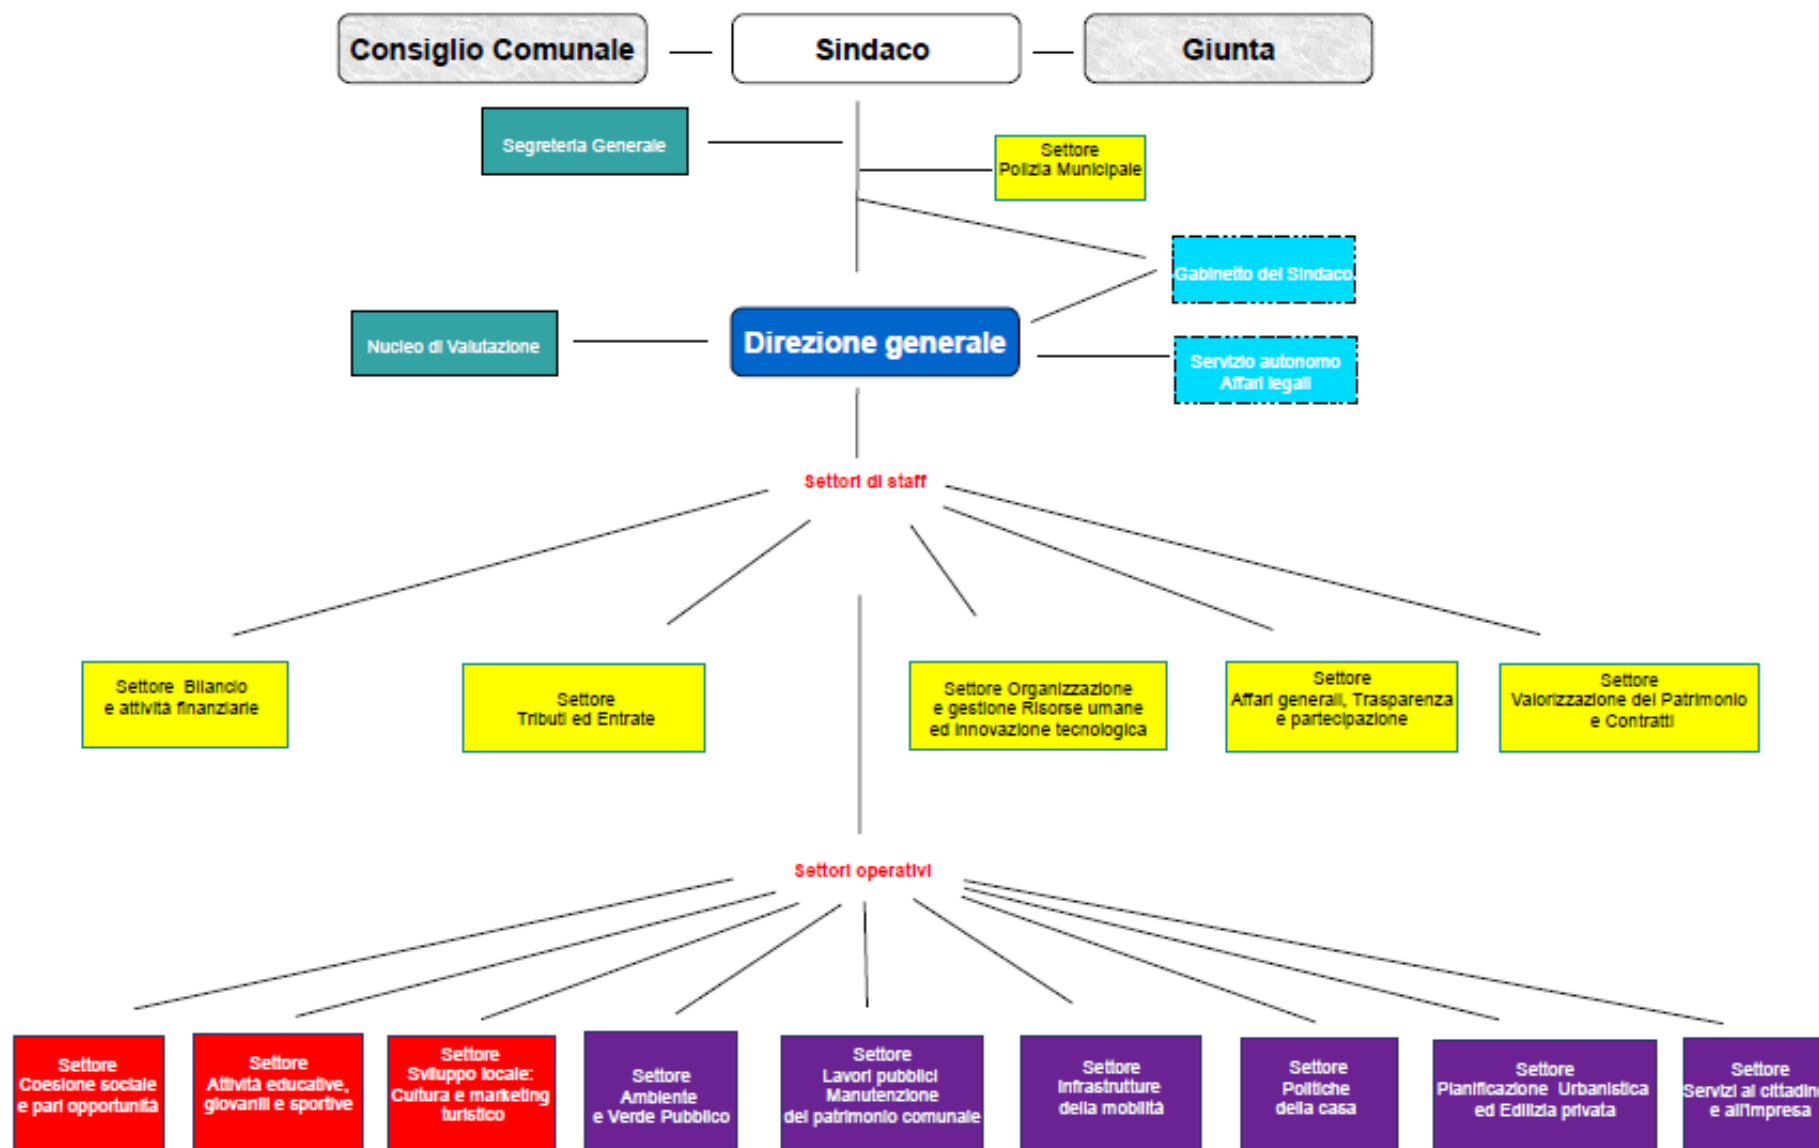 Consiglio Comunale
Sindaco
Giunta
Segreteria Generale
Settore
Polizia Municipale
Gabinetto del Sindaco
Nucleo di Valutazione
Direzione generale
Servizio autonomo
Affari legali
Settori di staff
Settore Bilancio
e attività finanziarie
Settore
Tributi ed Entrate
Settore Organizzazione
e gestione Risorse umane
ed innovazione tecnologica
Settore
Affari generali, Trasparenza
e partecipazione
Settore
Valorizzazione del Patrimonio
e Contratti
Settori operativi
Settore
Coesione sociale
e pari opportunità
Settore
Attività educative,
giovanili e sportive
Settore
Sviluppo locale:
Cultura e marketing
turistico
Settore
Ambiente
e Verde Pubblico
Settore
Lavori pubblici
Manutenzione
del patrimonio comunale
Settore
Infrastrutture
della mobilità
Settore
Politiche
della casa
Settore
Pianificazione Urbanistica
ed Edilizia privata
Settore
Servizi al cittadino
e all'impresa